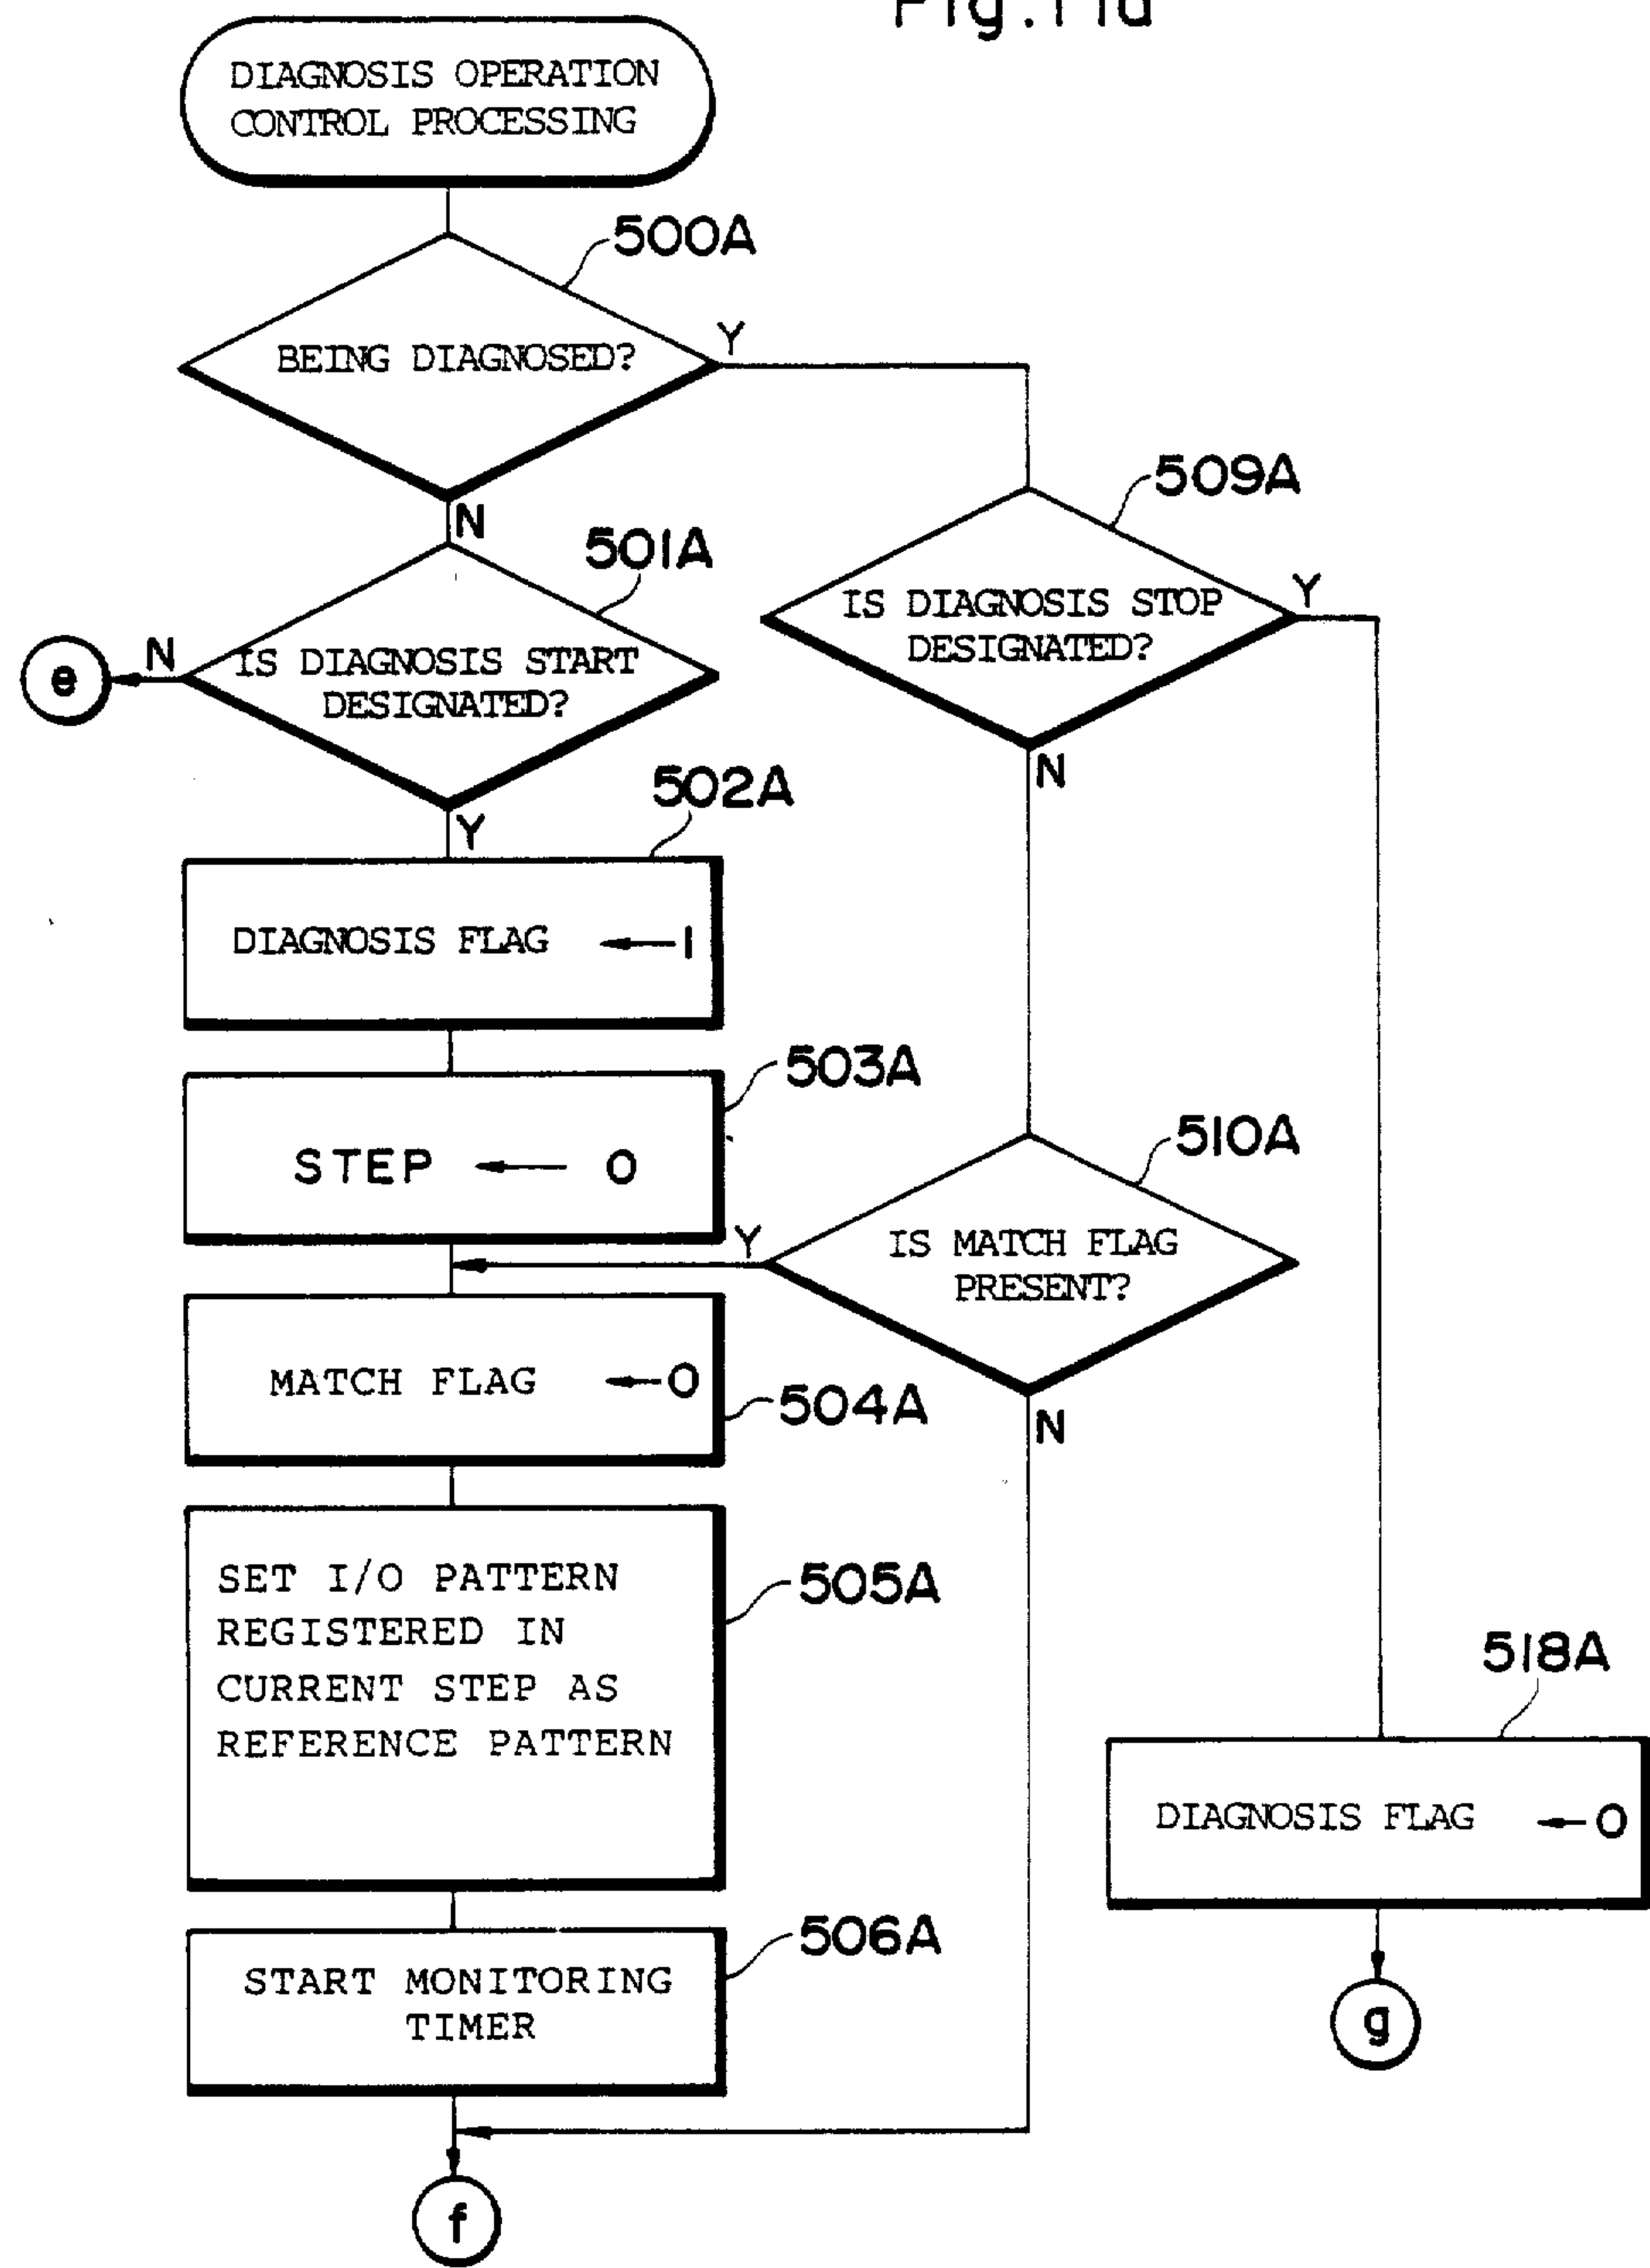 DIAGNOSIS OPERATION
CONTROL PROCESSING
500A
BEING DIAGNOSED?
Y
N
509A
IS DIAGNOSIS STOP
DESIGNATED?
Y
N
501A
IS DIAGNOSIS START
DESIGNATED?
N
e
Y
502A
DIAGNOSIS FLAG ← 1
503A
STEP ← 0
510A
IS MATCH FLAG
PRESENT?
Y
N
MATCH FLAG ← 0
504A
SET I/O PATTERN
REGISTERED IN
CURRENT STEP AS
REFERENCE PATTERN
505A
518A
DIAGNOSIS FLAG ← 0
506A
START MONITORING
TIMER
g
f